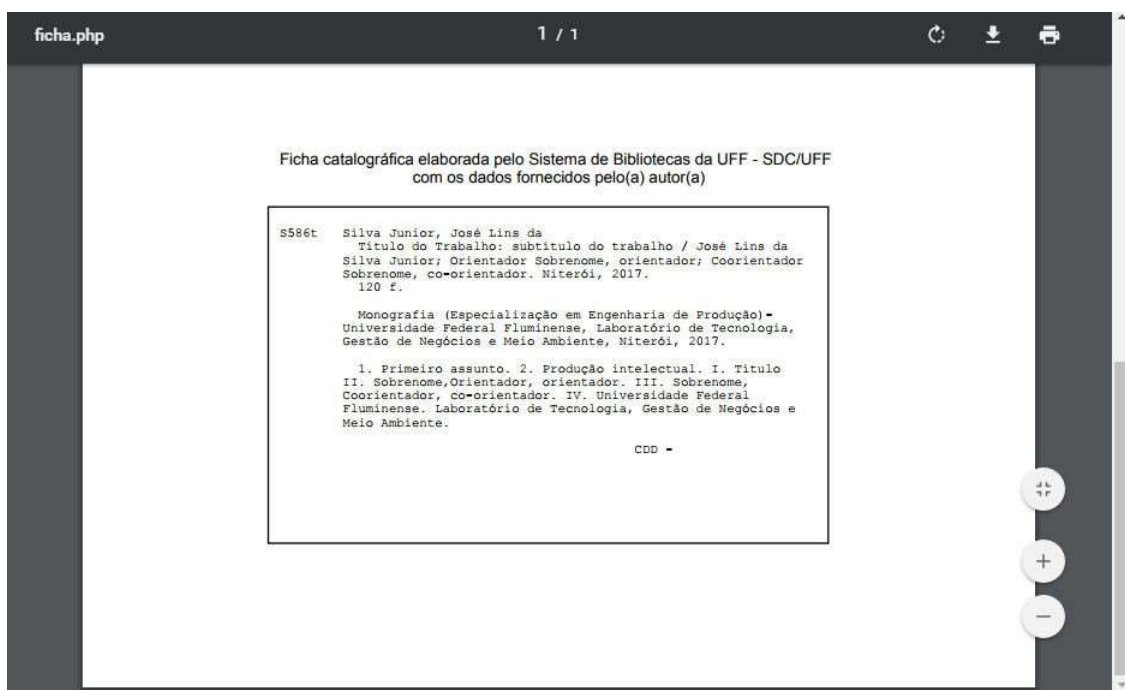 ficha.php
1 / 1
Ficha catalográfica elaborada pelo Sistema de Bibliotecas da UFF - SDC/UFF
com os dados fornecidos pelo(a) autor(a)
S586t Silva Junior, José Lins da
Título do Trabalho: subtítulo do trabalho / José Lins da
Silva Junior; Orientador Sobrenome, orientador; Coorientador
Sobrenome, co-orientador. Niterói, 2017.
120 f.
Monografia (Especialização em Engenharia de Produção)-
Universidade Federal Fluminense, Laboratório de Tecnologia,
Gestão de Negócios e Meio Ambiente, Niterói, 2017.
1. Primeiro assunto. 2. Produção intelectual. I. Título
II. Sobrenome,Orientador, orientador. III. Sobrenome,
Coorientador, co-orientador. IV. Universidade Federal
Fluminense. Laboratório de Tecnologia, Gestão de Negócios e
Meio Ambiente.
CDD -